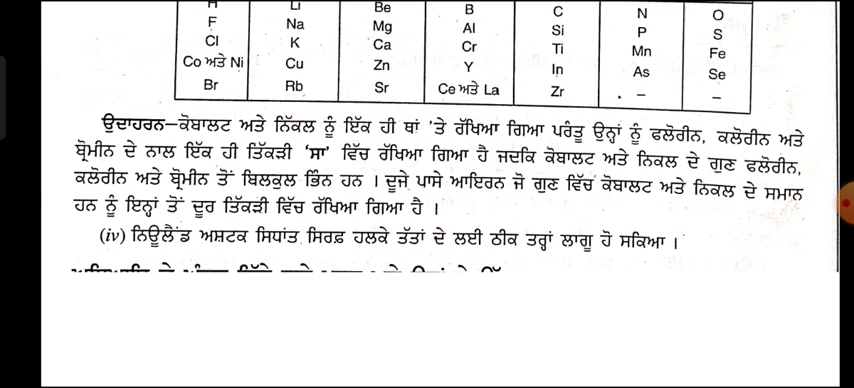 H Li Be B C N O
F Na Mg Al Si P S
Cl K Ca Cr Ti Mn Fe
Co ਅਤੇ Ni Cu Zn Y In As Se
Br Rb Sr Ce ਅਤੇ La Zr – –
ਉਦਾਹਰਨ—ਕੋਬਾਲਟ ਅਤੇ ਨਿੱਕਲ ਨੂੰ ਇੱਕ ਹੀ ਥਾਂ 'ਤੇ ਰੱਖਿਆ ਗਿਆ ਪਰੰਤੂ ਉਨ੍ਹਾਂ ਨੂੰ ਫਲੋਰੀਨ, ਕਲੋਰੀਨ ਅਤੇ
ਬ੍ਰੋਮੀਨ ਦੇ ਨਾਲ ਇੱਕ ਹੀ ਤਿੱਕੜੀ 'ਸਾ' ਵਿੱਚ ਰੱਖਿਆ ਗਿਆ ਹੈ ਜਦਕਿ ਕੋਬਾਲਟ ਅਤੇ ਨਿਕਲ ਦੇ ਗੁਣ ਫਲੋਰੀਨ,
ਕਲੋਰੀਨ ਅਤੇ ਬ੍ਰੋਮੀਨ ਤੋਂ ਬਿਲਕੁਲ ਭਿੰਨ ਹਨ । ਦੂਜੇ ਪਾਸੇ ਆਇਰਨ ਜੋ ਗੁਣ ਵਿੱਚ ਕੋਬਾਲਟ ਅਤੇ ਨਿਕਲ ਦੇ ਸਮਾਨ
ਹਨ ਨੂੰ ਇਨ੍ਹਾਂ ਤੋਂ ਦੂਰ ਤਿੱਕੜੀ ਵਿੱਚ ਰੱਖਿਆ ਗਿਆ ਹੈ ।
(iv) ਨਿਊਲੈਂਡ ਅਸ਼ਟਕ ਸਿਧਾਂਤ ਸਿਰਫ਼ ਹਲਕੇ ਤੱਤਾਂ ਦੇ ਲਈ ਠੀਕ ਤਰ੍ਹਾਂ ਲਾਗੂ ਹੋ ਸਕਿਆ ।